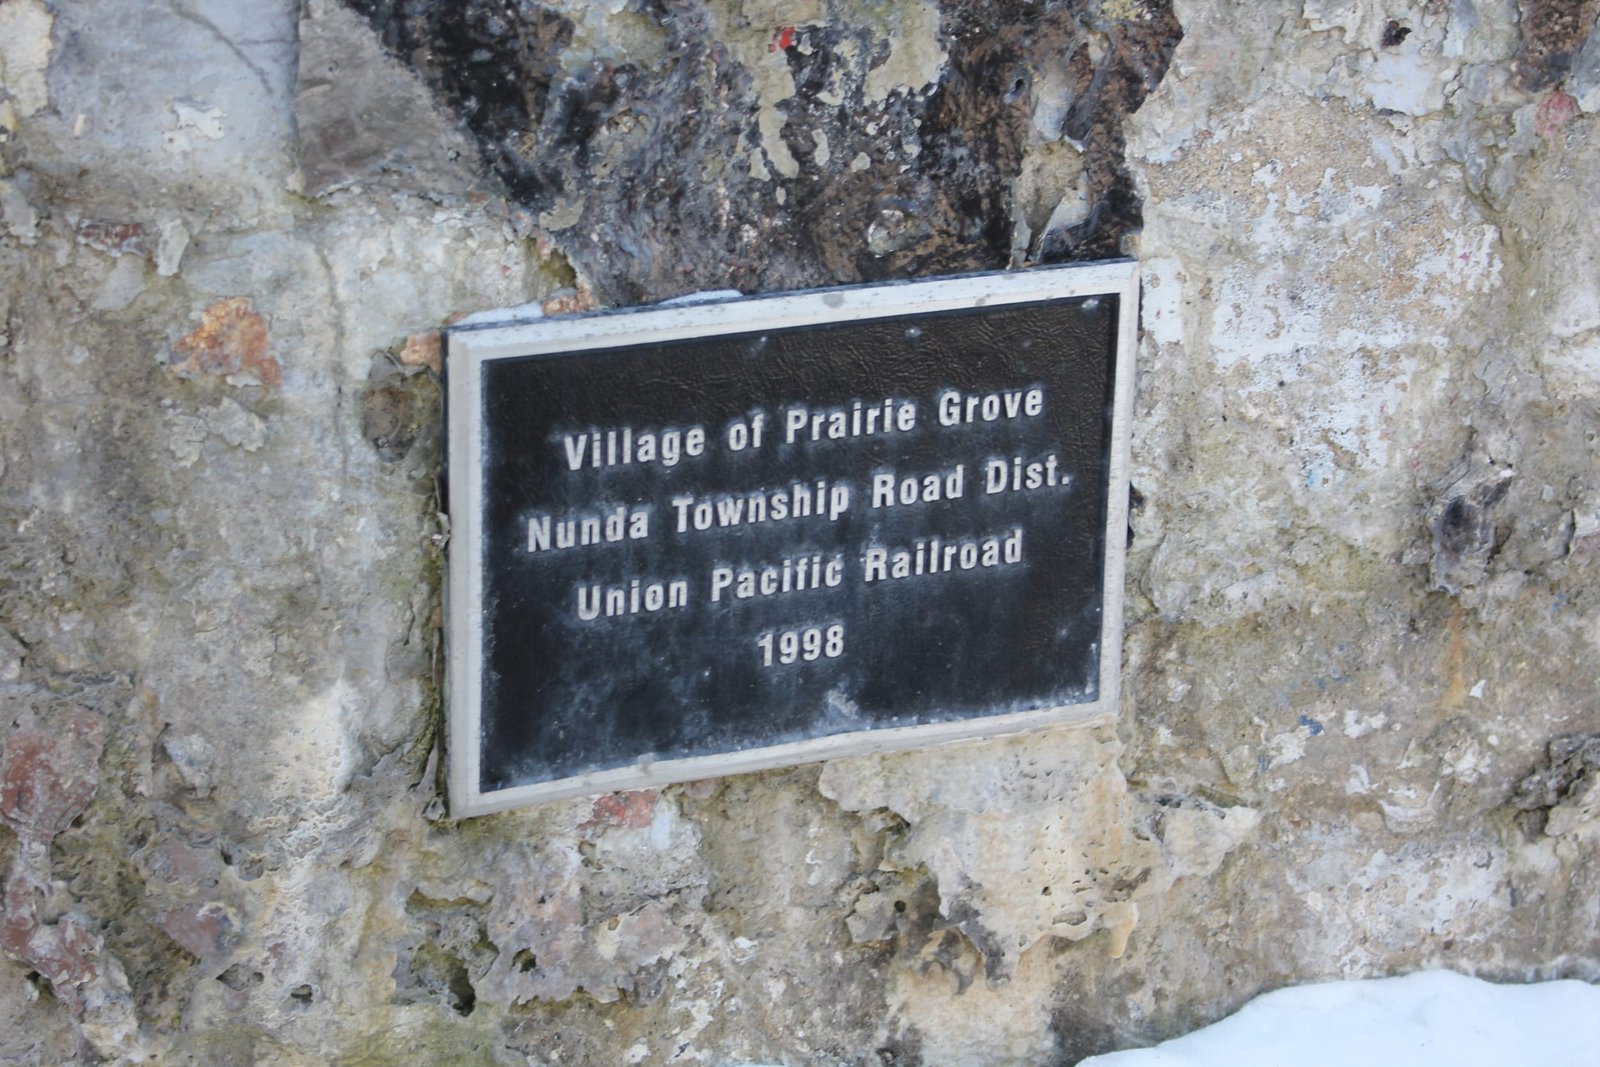 Village of Prairie Grove
Nunda Township Road Dist.
Union Pacific Railroad
1998